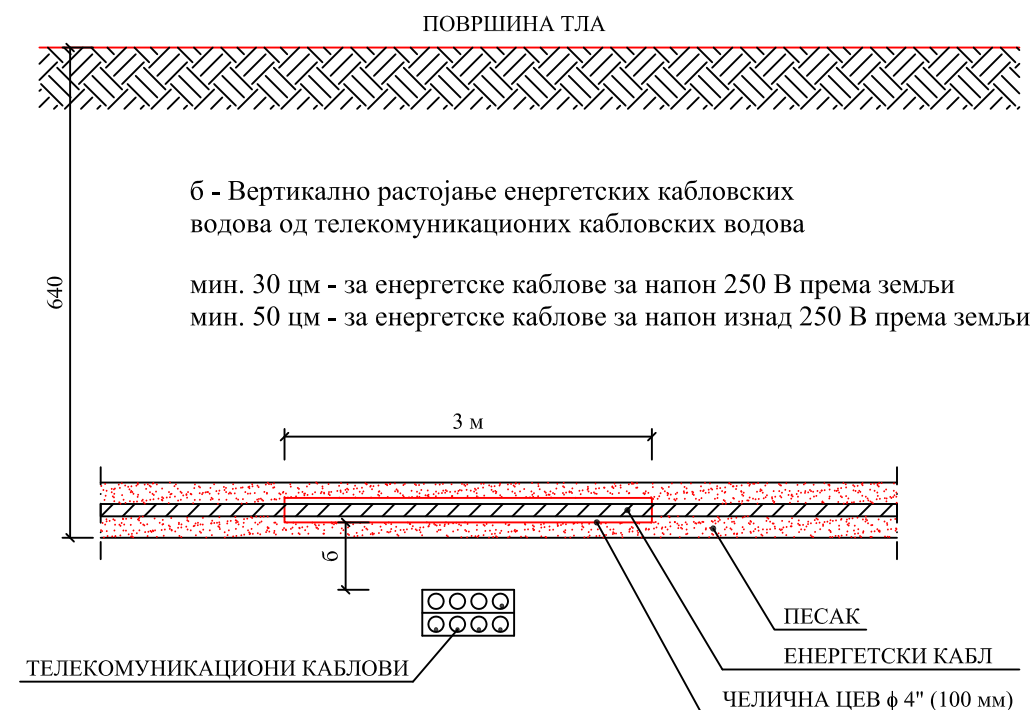 ПОВРШИНА ТЛА
б - Вертикално растојање енергетских кабловских
водова од телекомуникационих кабловских водова
мин. 30 цм - за енергетске каблове за напон 250 В према земљи
мин. 50 цм - за енергетске каблове за напон изнад 250 В према земљи
640
3 м
б
ПЕСАК
ЕНЕРГЕТСКИ КАБЛ
ТЕЛЕКОМУНИКАЦИОНИ КАБЛОВИ
ЧЕЛИЧНА ЦЕВ ф 4" (100 мм)